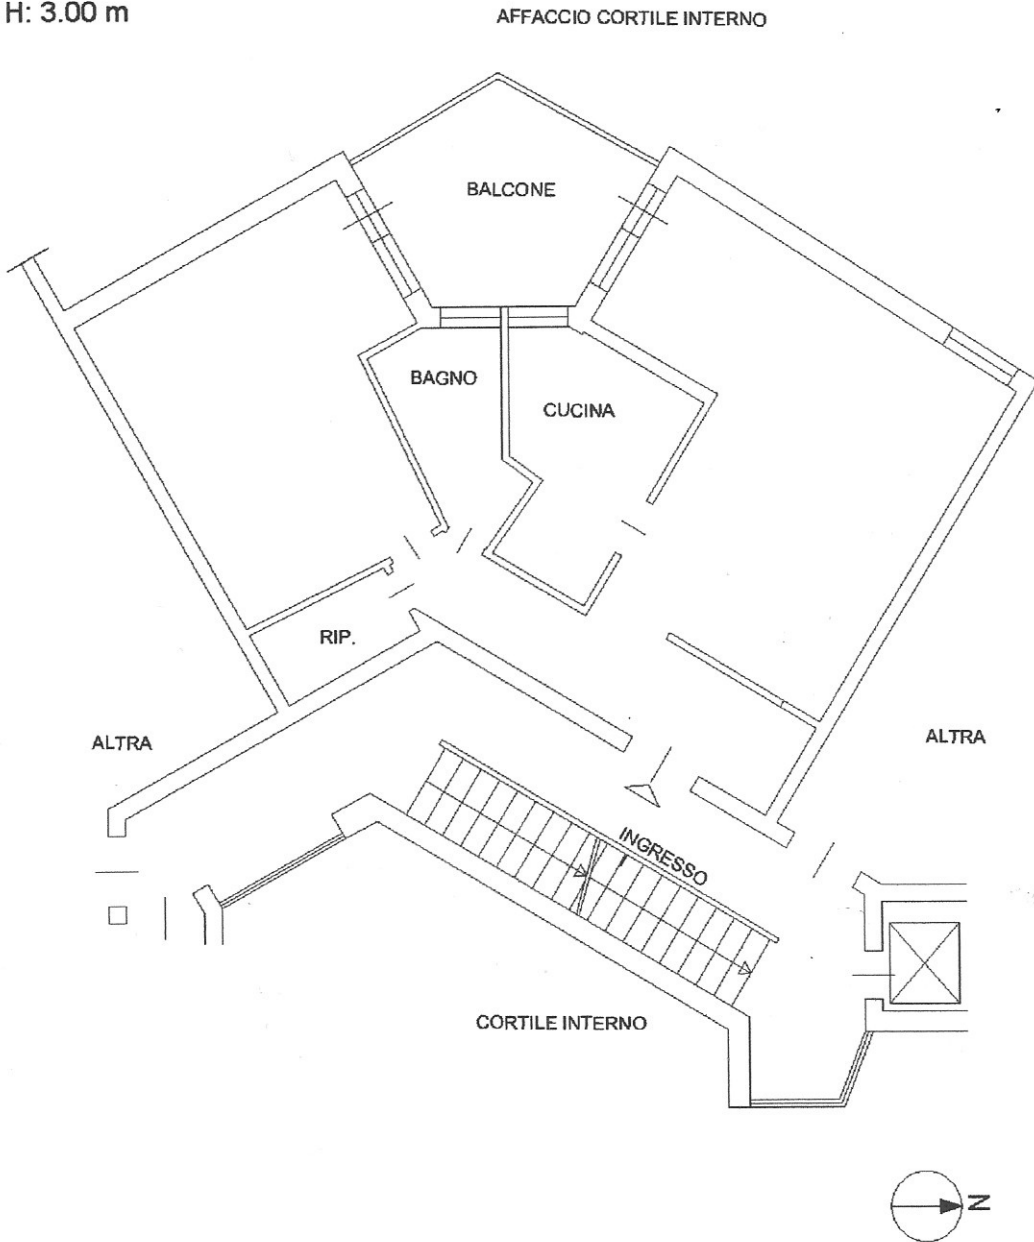 H: 3.00 m
AFFACCIO CORTILE INTERNO
BALCONE
BAGNO
CUCINA
RIP.
ALTRA
ALTRA
INGRESSO
CORTILE INTERNO
N